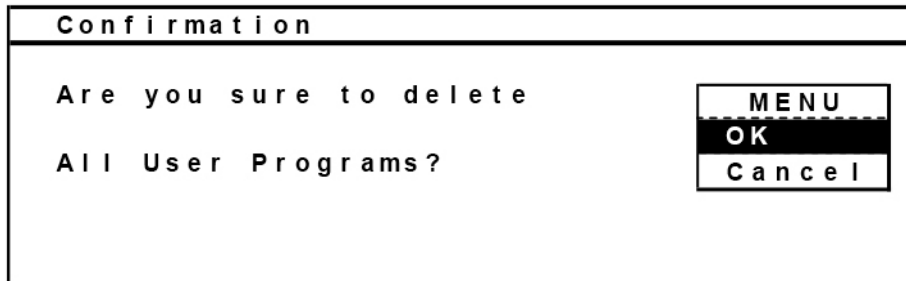 Confirmation
Are you sure to delete
All User Programs?
MENU
OK
Cancel